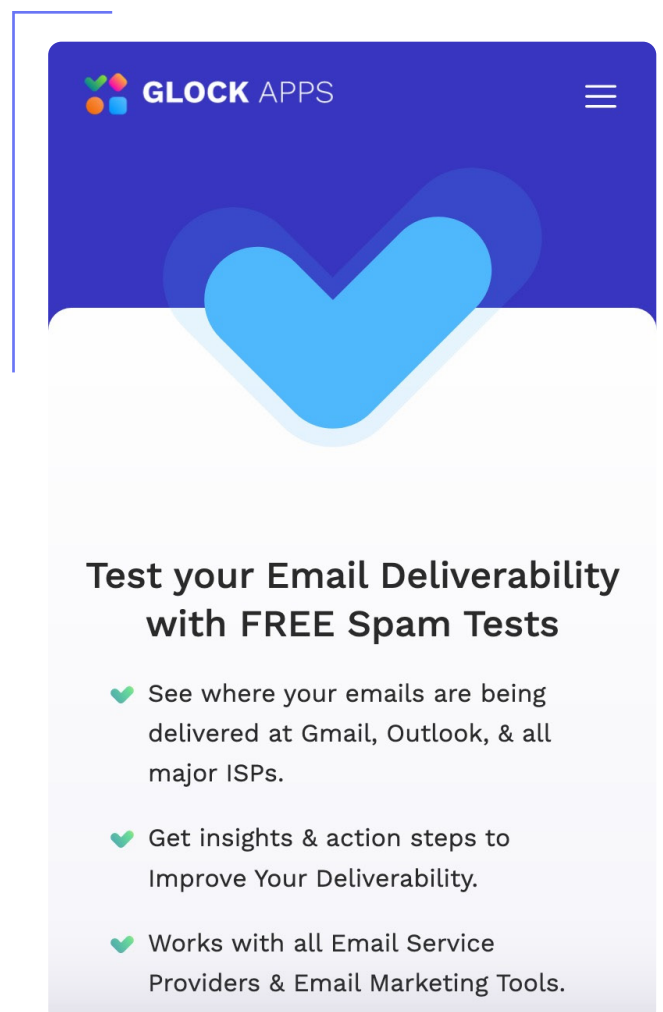 GLOCK APPS
Test your Email Deliverability
with FREE Spam Tests
See where your emails are being
delivered at Gmail, Outlook, & all
major ISPs.
Get insights & action steps to
Improve Your Deliverability.
Works with all Email Service
Providers & Email Marketing Tools.